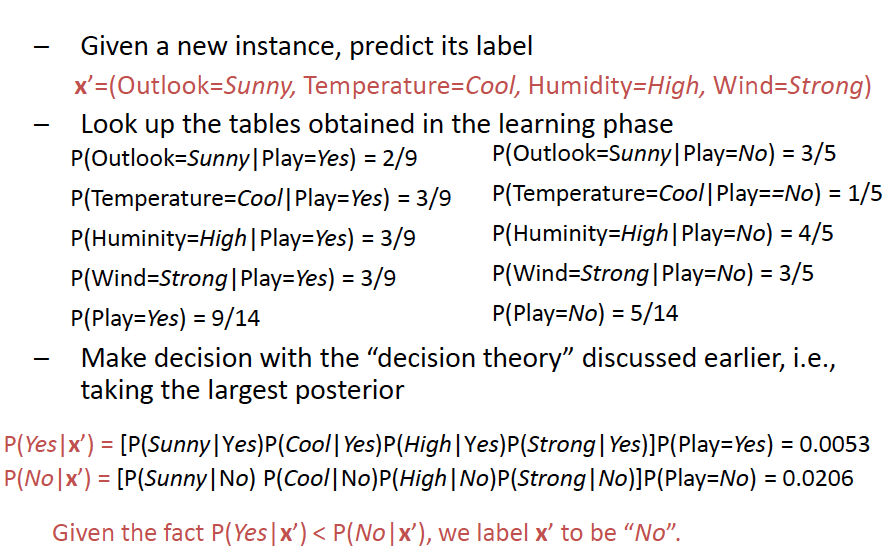 – Given a new instance, predict its label
x’=(Outlook=Sunny, Temperature=Cool, Humidity=High, Wind=Strong)
– Look up the tables obtained in the learning phase
P(Outlook=Sunny|Play=Yes) = 2/9
P(Temperature=Cool|Play=Yes) = 3/9
P(Huminity=High|Play=Yes) = 3/9
P(Wind=Strong|Play=Yes) = 3/9
P(Play=Yes) = 9/14
P(Outlook=Sunny|Play=No) = 3/5
P(Temperature=Cool|Play==No) = 1/5
P(Huminity=High|Play=No) = 4/5
P(Wind=Strong|Play=No) = 3/5
P(Play=No) = 5/14
– Make decision with the “decision theory” discussed earlier, i.e.,
taking the largest posterior
P(Yes|x’) = [P(Sunny|Yes)P(Cool|Yes)P(High|Yes)P(Strong|Yes)]P(Play=Yes) = 0.0053
P(No|x’) = [P(Sunny|No) P(Cool|No)P(High|No)P(Strong|No)]P(Play=No) = 0.0206
Given the fact P(Yes|x’) < P(No|x’), we label x’ to be “No”.